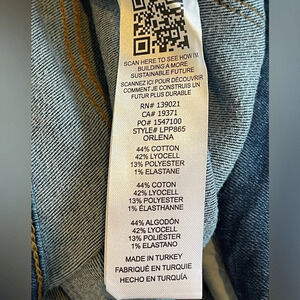 SCAN HERE TO SEE HOW IM
BUILDING A MORE
SUSTAINABLE FUTURE
SCANNEZ ICI POUR DÉCOUVRIR
COMMENT JE CONSTRUIS UN
FUTUR PLUS DURABLE
RN# 139021
CA# 19371
PO# 1547100
STYLE# LPP865
ORLENA
44% COTTON
42% LYOCELL
13% POLYESTER
1% ELASTANE
44% COTON
42% LYOCELL
13% POLYESTER
1% ÉLASTHANNE
44% ALGODÓN
42% LYOCELL
13% POLIÉSTER
1% ELASTANO
MADE IN TURKEY
FABRIQUÉ EN TURQUIE
HECHO EN TURQUÍA